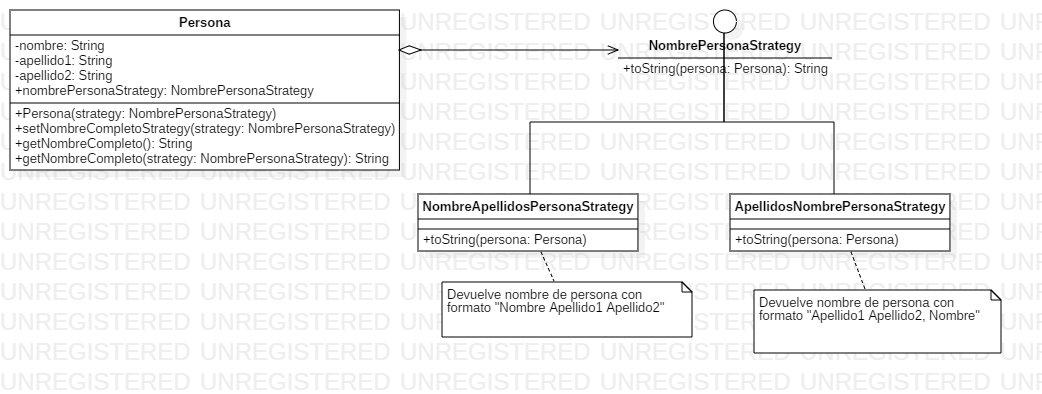 Persona
-nombre: String
-apellido1: String
-apellido2: String
+nombrePersonaStrategy: NombrePersonaStrategy
+Persona(strategy: NombrePersonaStrategy)
+setNombreCompletoStrategy(strategy: NombrePersonaStrategy)
+getNombreCompleto(): String
+getNombreCompleto(strategy: NombrePersonaStrategy): String
NombrePersonaStrategy
+toString(persona: Persona): String
NombreApellidosPersonaStrategy
+toString(persona: Persona)
ApellidosNombrePersonaStrategy
+toString(persona: Persona)
Devuelve nombre de persona con
formato "Nombre Apellido1 Apellido2"
Devuelve nombre de persona con
formato "Apellido1 Apellido2, Nombre"
UNREGISTERED UNREGISTERED UNREGISTERED UNREGISTERED UNREGISTERED UN